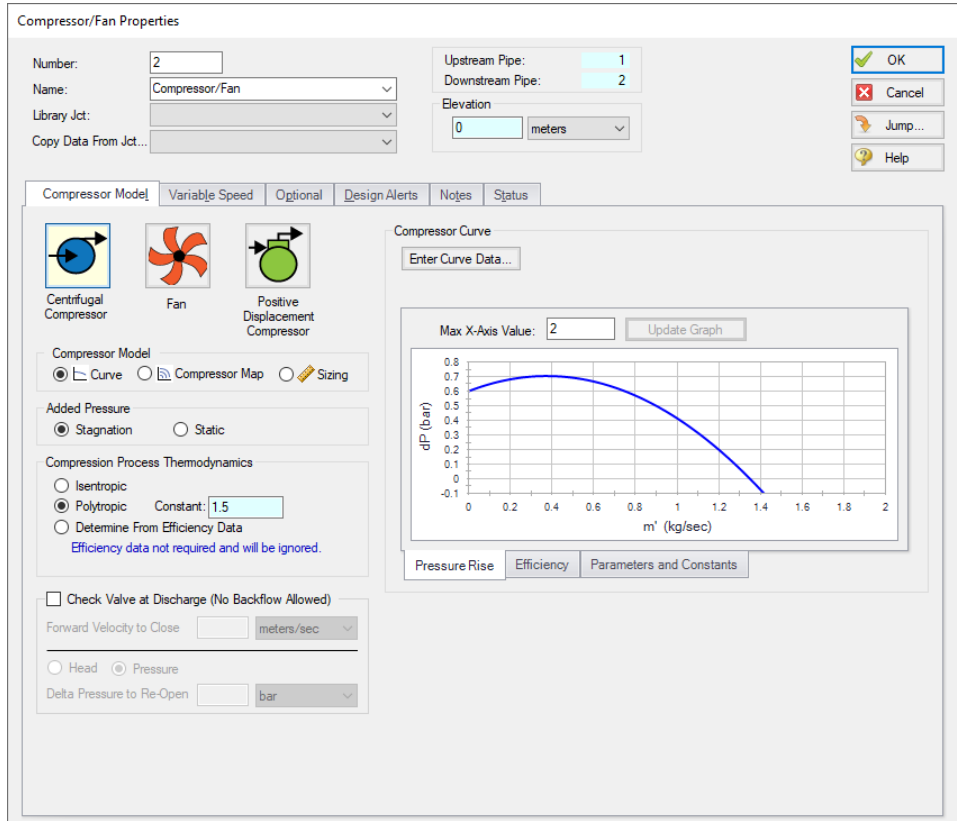 Compressor/Fan Properties
Number: 2
Name: Compressor/Fan
Library Jct:
Copy Data From Jct...
Upstream Pipe: 1
Downstream Pipe: 2
Elevation
0 meters
OK
Cancel
Jump...
Help
Compressor Model Variable Speed Optional Design Alerts Notes Status
Centrifugal
Compressor
Fan
Positive
Displacement
Compressor
Compressor Model
Curve Compressor Map Sizing
Added Pressure
Stagnation Static
Compression Process Thermodynamics
Isentropic
Polytropic Constant: 1.5
Determine From Efficiency Data
Efficiency data not required and will be ignored.
Check Valve at Discharge (No Backflow Allowed)
Forward Velocity to Close meters/sec
Head Pressure
Delta Pressure to Re-Open bar
Compressor Curve
Enter Curve Data...
Max X-Axis Value: 2 Update Graph
dP (bar)
0.8
0.7
0.6
0.5
0.4
0.3
0.2
0.1
0
-0.1
0 0.2 0.4 0.6 0.8 1 1.2 1.4 1.6 1.8 2
m' (kg/sec)
Pressure Rise Efficiency Parameters and Constants